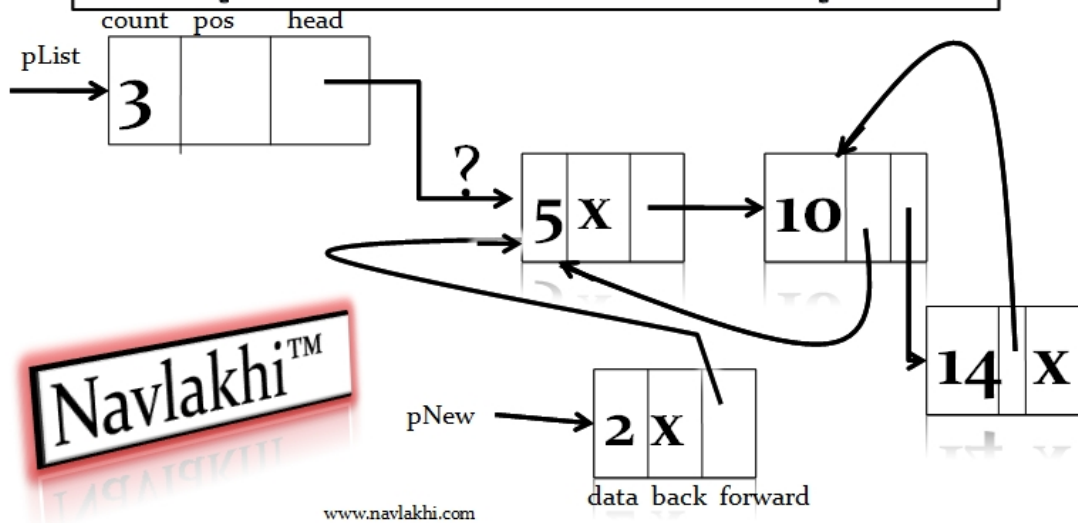 count pos head
pList
3
?
5 x
10
14 x
Navlakhi™
pNew
2 x
data back forward
www.navlakhi.com